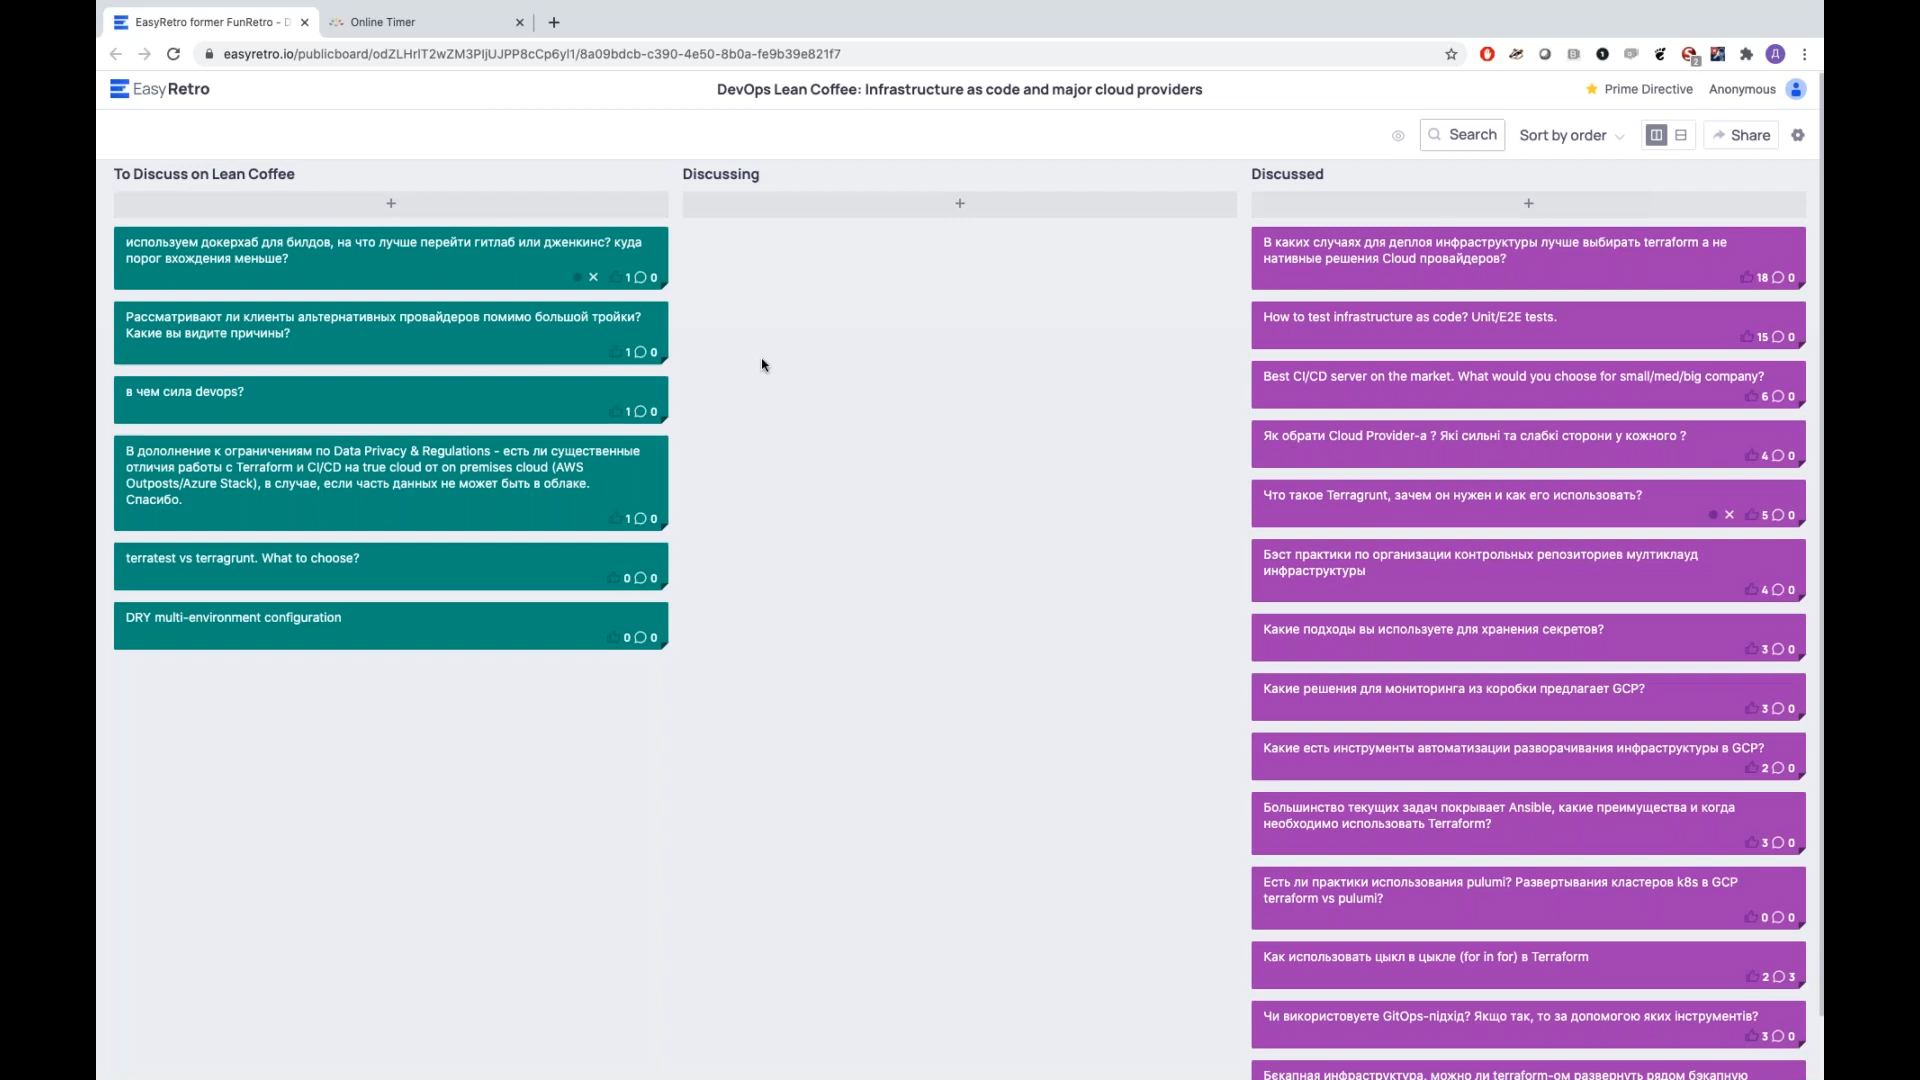 EasyRetro former FunRetro - D
Online Timer
easyretro.io/publicboard/odZLHrlT2wZM3PljUJPP8cCp6yl1/8a09bdcb-c390-4e50-8b0a-fe9b39e821f7
EasyRetro
DevOps Lean Coffee: Infrastructure as code and major cloud providers
Prime Directive
Anonymous
Search
Sort by order
Share
To Discuss on Lean Coffee
используем докерхаб для билдов, на что лучше перейти гитлаб или дженкинс? куда
порог вхождения меньше?
1 0
Рассматривают ли клиенты альтернативных провайдеров помимо большой тройки?
Какие вы видите причины?
1 0
в чем сила devops?
1 0
В дололнение к ограничениям по Data Privacy & Regulations - есть ли существенные
отличия работы с Terraform и CI/CD на true cloud от on premises cloud (AWS
Outposts/Azure Stack), в случае, если часть данных не может быть в облаке.
Спасибо.
1 0
terratest vs terragrunt. What to choose?
0 0
DRY multi-environment configuration
0 0
Discussing
Discussed
В каких случаях для деплоя инфраструктуры лучше выбирать terraform а не
нативные решения Cloud провайдеров?
18 0
How to test infrastructure as code? Unit/E2E tests.
15 0
Best CI/CD server on the market. What would you choose for small/med/big company?
6 0
Як обрати Cloud Provider-а ? Які сильні та слабкі сторони у кожного ?
4 0
Что такое Terragrunt, зачем он нужен и как его использовать?
5 0
Бэст практики по организации контрольных репозиториев мултиклауд
инфраструктуры
4 0
Какие подходы вы используете для хранения секретов?
3 0
Какие решения для мониторинга из коробки предлагает GCP?
3 0
Какие есть инструменты автоматизации разворачивания инфраструктуры в GCP?
2 0
Большинство текущих задач покрывает Ansible, какие преимущества и когда
необходимо использовать Terraform?
3 0
Есть ли практики использования pulumi? Развертывания кластеров k8s в GCP
terraform vs pulumi?
0 0
Как использовать цыкл в цыкле (for in for) в Terraform
2 3
Чи використовуєте GitOps-підхід? Якщо так, то за допомогою яких інструментів?
3 0
Бєкапная инфраструктура, можно ли terraform-ом развернуть рядом бэкапную